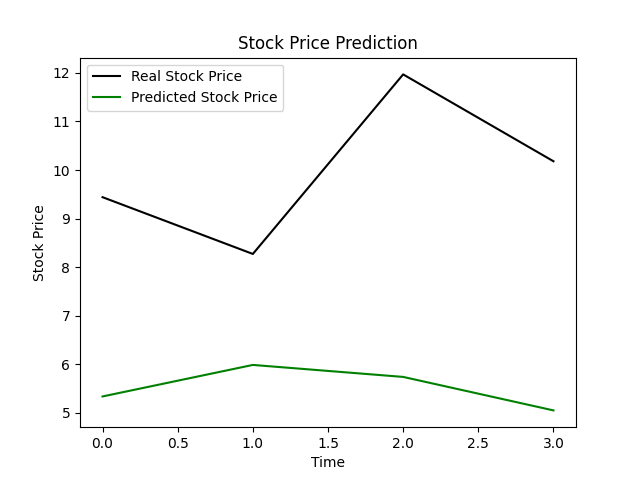 Stock Price Prediction
Real Stock Price
Predicted Stock Price
12
11
10
9
8
7
6
5
Stock Price
0.0 0.5 1.0 1.5 2.0 2.5 3.0
Time